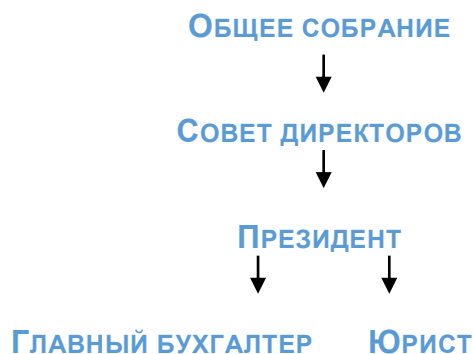 ОБЩЕЕ СОБРАНИЕ
СОВЕТ ДИРЕКТОРОВ
ПРЕЗИДЕНТ
ГЛАВНЫЙ БУХГАЛТЕР ЮРИСТ